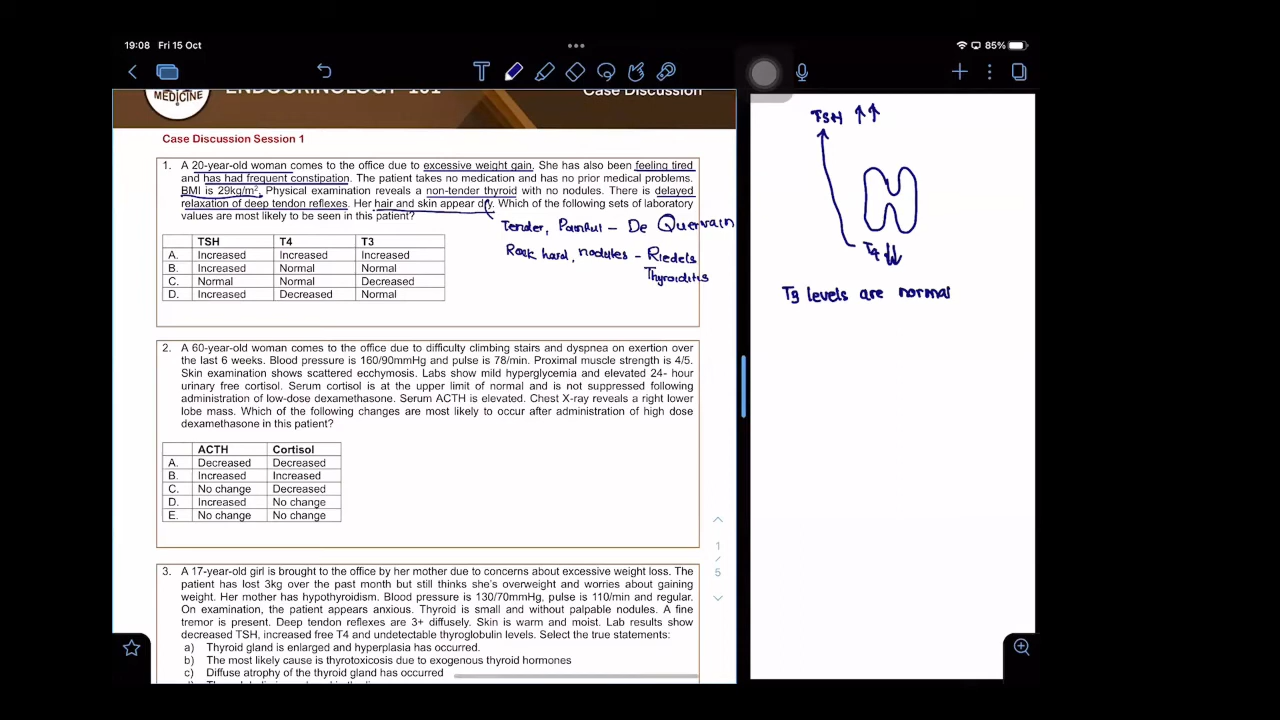 19:08 Fri 15 Oct
85%
MEDICINE
ENDOCRINOLOGY 101
Case Discussion
Case Discussion Session 1
1. A 20-year-old woman comes to the office due to excessive weight gain. She has also been feeling tired
and has had frequent constipation. The patient takes no medication and has no prior medical problems.
BMI is 29kg/m². Physical examination reveals a non-tender thyroid with no nodules. There is delayed
relaxation of deep tendon reflexes. Her hair and skin appear dry. Which of the following sets of laboratory
values are most likely to be seen in this patient?
Tender, Painful - De Quervain
Rock hard, nodules - Riedels
Thyroiditis
TSH T4 T3
A. Increased Increased Increased
B. Increased Normal Normal
C. Normal Normal Decreased
D. Increased Decreased Normal
2. A 60-year-old woman comes to the office due to difficulty climbing stairs and dyspnea on exertion over
the last 6 weeks. Blood pressure is 160/90mmHg and pulse is 78/min. Proximal muscle strength is 4/5.
Skin examination shows scattered ecchymosis. Labs show mild hyperglycemia and elevated 24- hour
urinary free cortisol. Serum cortisol is at the upper limit of normal and is not suppressed following
administration of low-dose dexamethasone. Serum ACTH is elevated. Chest X-ray reveals a right lower
lobe mass. Which of the following changes are most likely to occur after administration of high dose
dexamethasone in this patient?
ACTH Cortisol
A. Decreased Decreased
B. Increased Increased
C. No change Decreased
D. Increased No change
E. No change No change
3. A 17-year-old girl is brought to the office by her mother due to concerns about excessive weight loss. The
patient has lost 3kg over the past month but still thinks she's overweight and worries about gaining
weight. Her mother has hypothyroidism. Blood pressure is 130/70mmHg, pulse is 110/min and regular.
On examination, the patient appears anxious. Thyroid is small and without palpable nodules. A fine
tremor is present. Deep tendon reflexes are 3+ diffusely. Skin is warm and moist. Lab results show
decreased TSH, increased free T4 and undetectable thyroglobulin levels. Select the true statements:
a) Thyroid gland is enlarged and hyperplasia has occurred.
b) The most likely cause is thyrotoxicosis due to exogenous thyroid hormones
c) Diffuse atrophy of the thyroid gland has occurred
1
/
5
TSH ↑↑
T4 ↓↓
T3 levels are normal